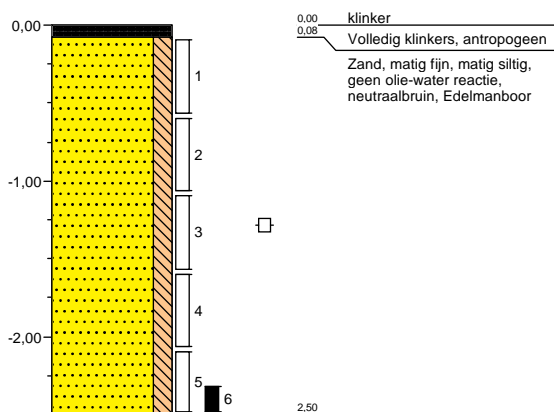 0,00
-1,00
-2,00
1
2
3
4
5
6
0,00 klinker
0,08
Volledig klinkers, antropogeen
Zand, matig fijn, matig siltig,
geen olie-water reactie,
neutraalbruin, Edelmanboor
2,50